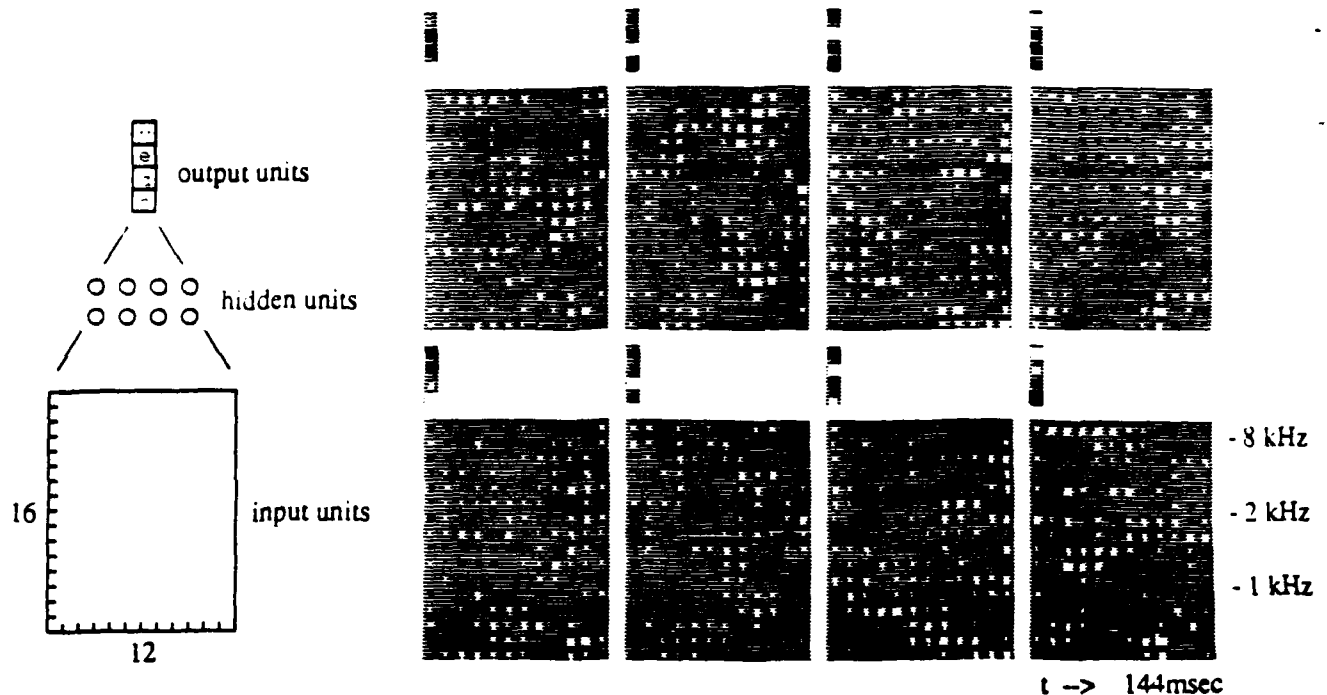 output units
hidden units
16
input units
12
- 8 kHz
- 2 kHz
- 1 kHz
t --> 144msec